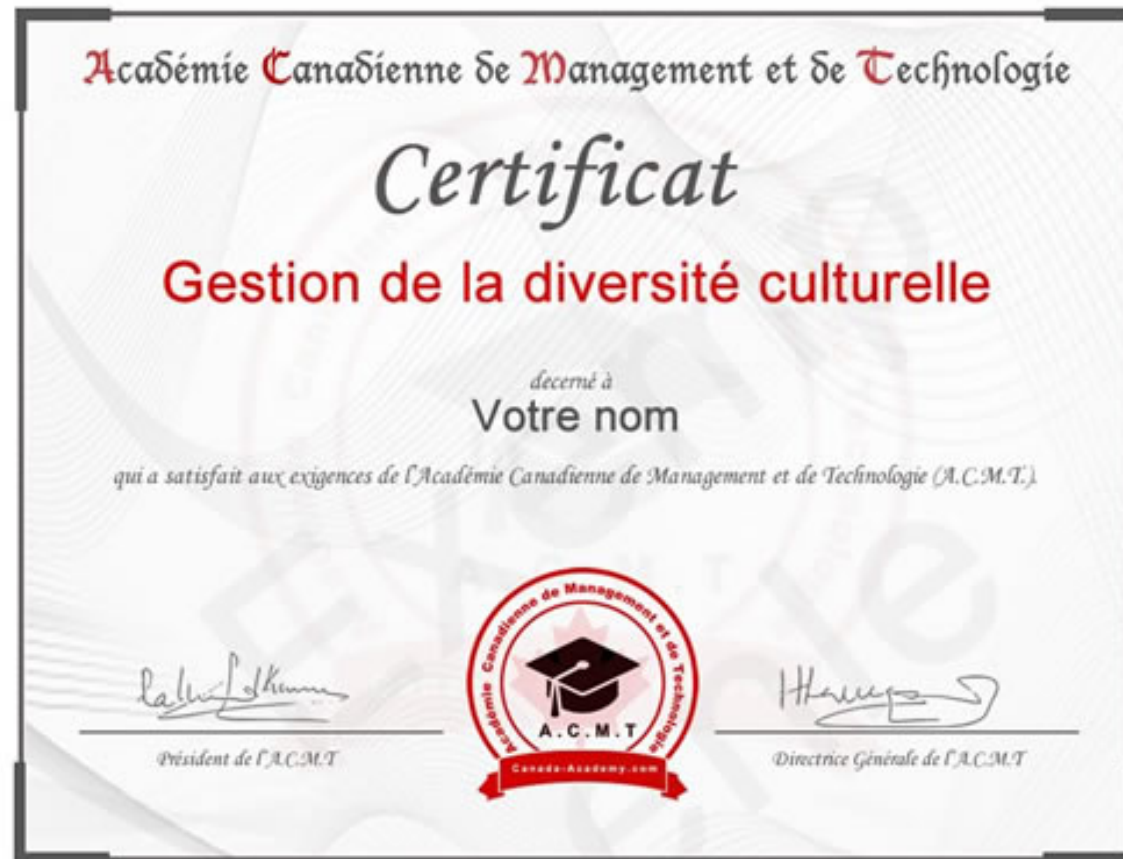 Académie Canadienne de Management et de Technologie
Certificat
Gestion de la diversité culturelle
decerné à
Votre nom
qui a satisfait aux exigences de l'Académie Canadienne de Management et de Technologie (A.C.M.T.).
Académie Canadienne de Management et de Technologie
A.C.M.T
Canada-Academy.com
Président de l'A.C.M.T
Directrice Générale de l'A.C.M.T